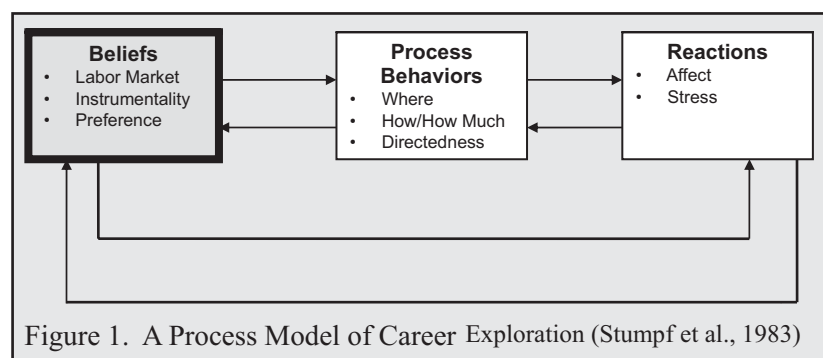 Beliefs
• Labor Market
• Instrumentality
• Preference
Process
Behaviors
• Where
• How/How Much
• Directedness
Reactions
• Affect
• Stress
Figure 1. A Process Model of Career Exploration (Stumpf et al., 1983)